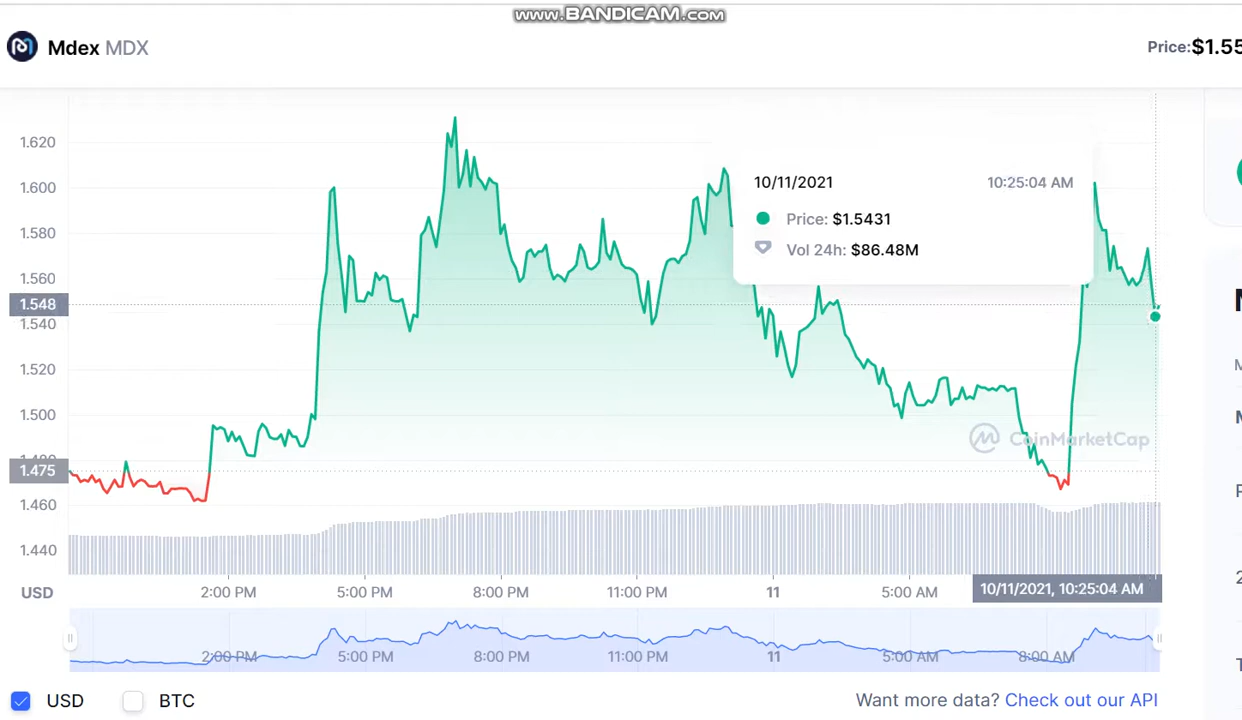 www.BANDICAM.com
Mdex MDX
Price:$1.55
1.620
1.600
1.580
1.560
1.548
1.540
1.520
1.500
1.480
1.475
1.460
1.440
10/11/2021 10:25:04 AM
Price: $1.5431
Vol 24h: $86.48M
CoinMarketCap
USD 2:00 PM 5:00 PM 8:00 PM 11:00 PM 11 5:00 AM 10/11/2021, 10:25:04 AM
2:00 PM 5:00 PM 8:00 PM 11:00 PM 11 5:00 AM 8:00 AM
USD BTC
Want more data? Check out our API